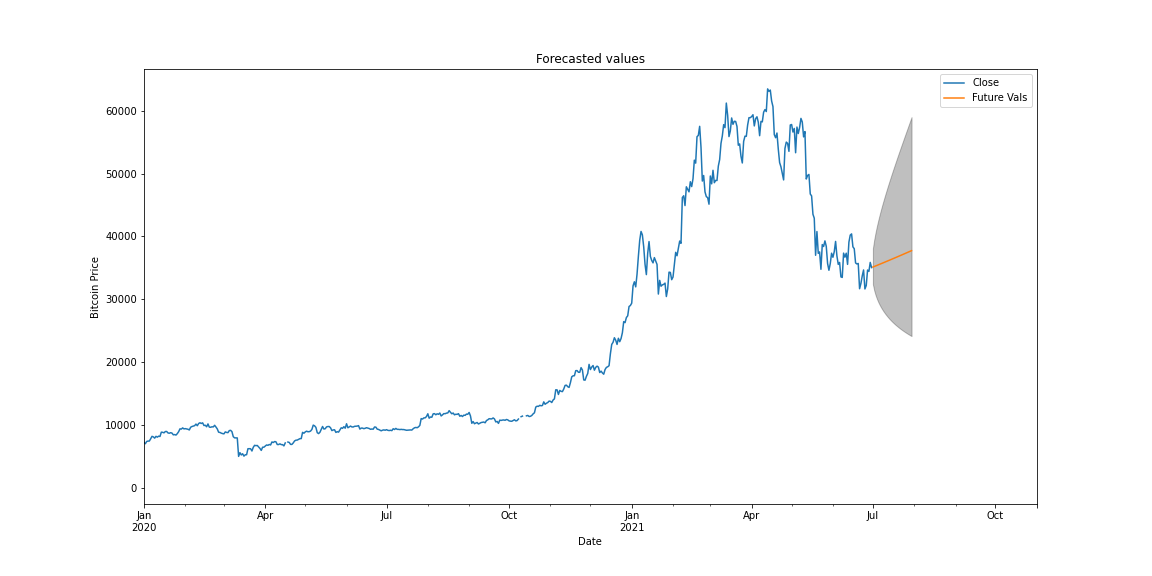 Forecasted values
Close
Future Vals
Bitcoin Price
60000
50000
40000
30000
20000
10000
0
Jan
2020
Apr
Jul
Oct
Jan
2021
Apr
Jul
Oct
Date